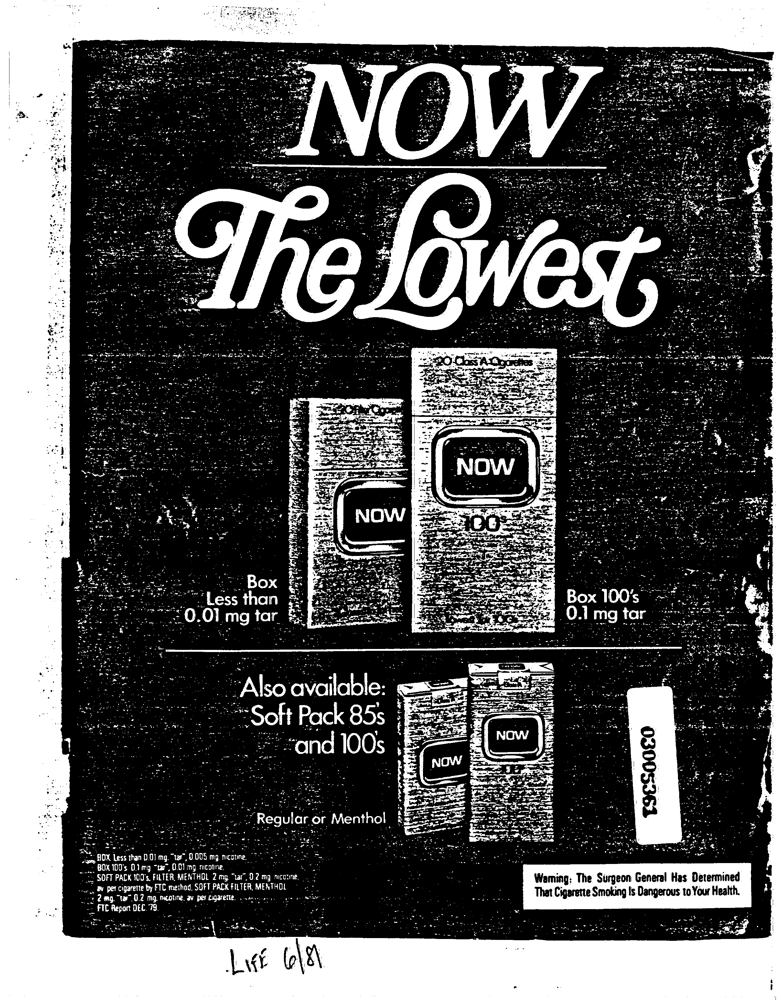 NOW
The Lowest
20 Class A Cigarettes
NOW
100's
NOW
Box
Less than
0.01 mg tar
Box 100's
0.1 mg tar
Also available:
Soft Pack 85's
and 100's
NOW
NOW
Regular or Menthol
03005361
BOX Less than 0.01 mg. "tar", 0.005 mg. nicotine,
BOX 100's 0.1 mg "tar", 0.01 mg. nicotine,
SOFT PACK 100's, FILTER, MENTHOL 2 mg. "tar", 0.2 mg. nicotine,
av. per cigarette by FTC method, SOFT PACK FILTER, MENTHOL
2 mg. "tar", 0.2 mg. nicotine, av. per cigarette.
FTC Report DEC. '79.
Warning: The Surgeon General Has Determined
That Cigarette Smoking Is Dangerous to Your Health.
LIFE 6/81